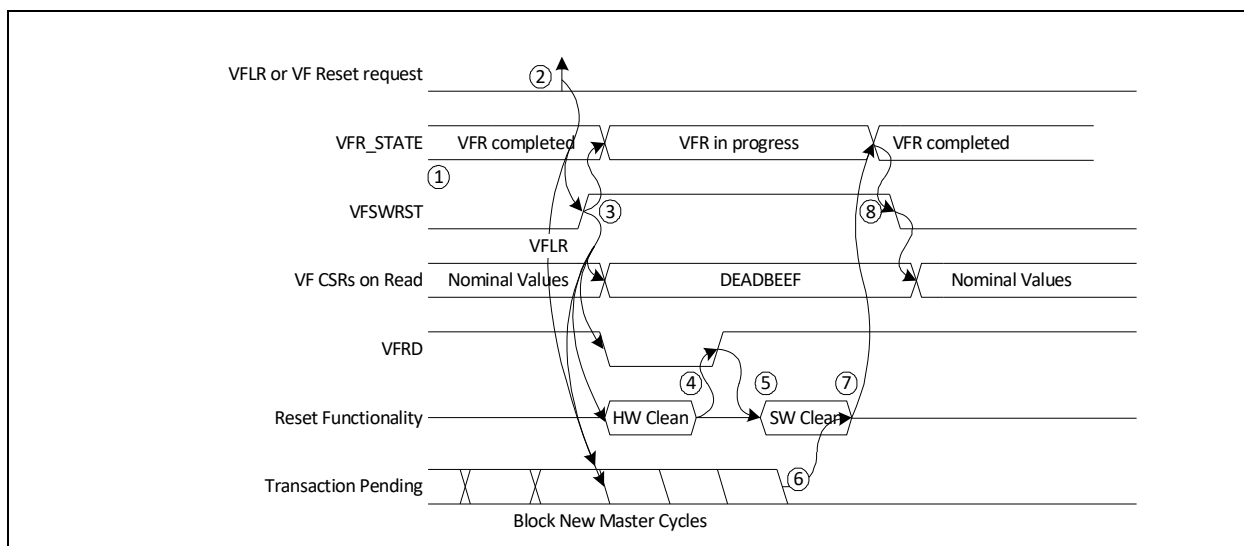 VFLR or VF Reset request
②
VFR_STATE
VFR completed
VFR in progress
VFR completed
①
VFSWRST
③
⑧
VFLR
VF CSRs on Read
Nominal Values
DEADBEEF
Nominal Values
VFRD
④
⑤
⑦
Reset Functionality
HW Clean
SW Clean
Transaction Pending
⑥
Block New Master Cycles